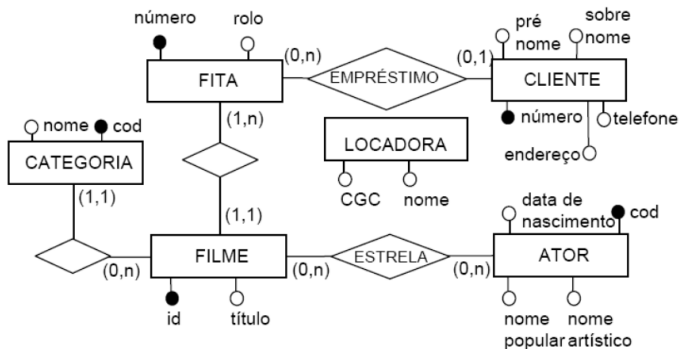 número
rolo
pré
nome
sobre
nome
(0,n)
(0,1)
FITA
EMPRÉSTIMO
CLIENTE
número
telefone
endereço
(1,n)
nome
cod
CATEGORIA
LOCADORA
CGC
nome
(1,1)
(1,1)
data de
nascimento
cod
FILME
ESTRELA
ATOR
(0,n)
(0,n)
(0,n)
id
título
nome
popular
nome
artístico